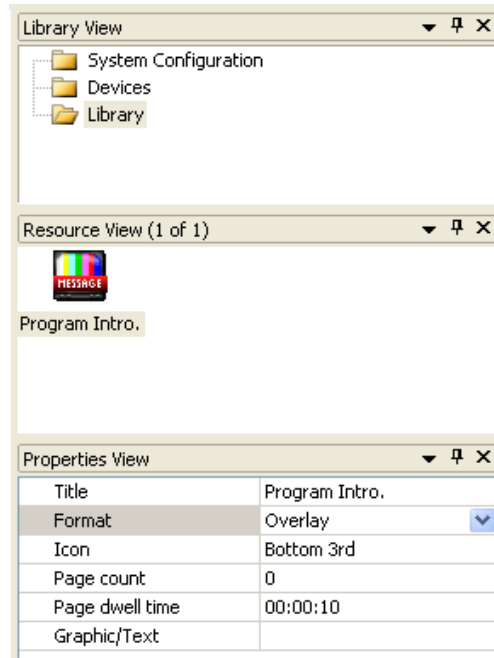 Library View
System Configuration
Devices
Library
Resource View (1 of 1)
MESSAGE
Program Intro.
Properties View
Title Program Intro.
Format Overlay
Icon Bottom 3rd
Page count 0
Page dwell time 00:00:10
Graphic/Text